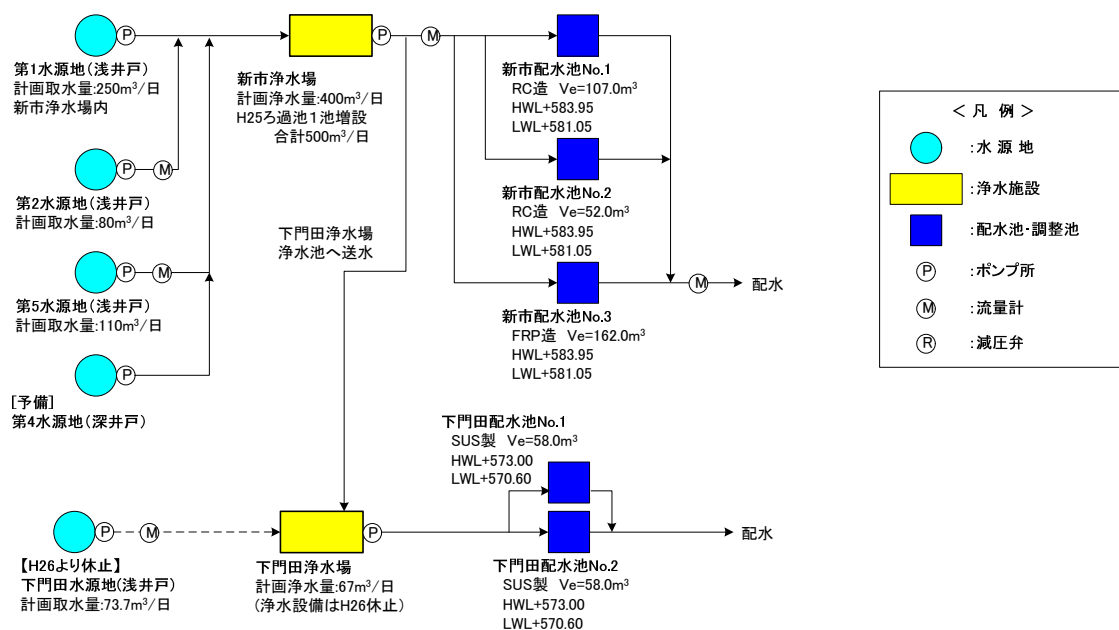 P
第1水源地(浅井戸)
計画取水量:250m³/日
新市浄水場内
P
M
第2水源地(浅井戸)
計画取水量:80m³/日
P
M
第5水源地(浅井戸)
計画取水量:110m³/日
P
[予備]
第4水源地(深井戸)
P
M
新市浄水場
計画浄水量:400m³/日
H25ろ過池1池増設
合計500m³/日
下門田浄水場
浄水池へ送水
新市配水池No.1
RC造 Ve=107.0m³
HWL+583.95
LWL+581.05
新市配水池No.2
RC造 Ve=52.0m³
HWL+583.95
LWL+581.05
M
配水
新市配水池No.3
FRP造 Ve=162.0m³
HWL+583.95
LWL+581.05
<凡例>
:水源地
:浄水施設
:配水池・調整池
P :ポンプ所
M :流量計
R :減圧弁
P
M
【H26より休止】
下門田水源地(浅井戸)
計画取水量:73.7m³/日
P
下門田浄水場
計画浄水量:67m³/日
(浄水設備はH26休止)
下門田配水池No.1
SUS製 Ve=58.0m³
HWL+573.00
LWL+570.60
配水
下門田配水池No.2
SUS製 Ve=58.0m³
HWL+573.00
LWL+570.60